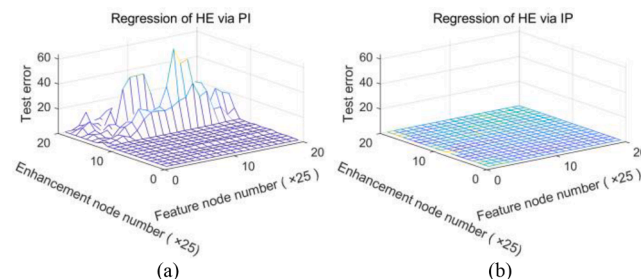 Regression of HE via PI
60
40
20
Test error
20
10
0
Enhancement node number ( ×25)
0
10
20
Feature node number ( ×25 )
(a)
Regression of HE via IP
60
40
20
Test error
20
10
0
Enhancement node number ( ×25)
0
10
20
Feature node number ( ×25 )
(b)